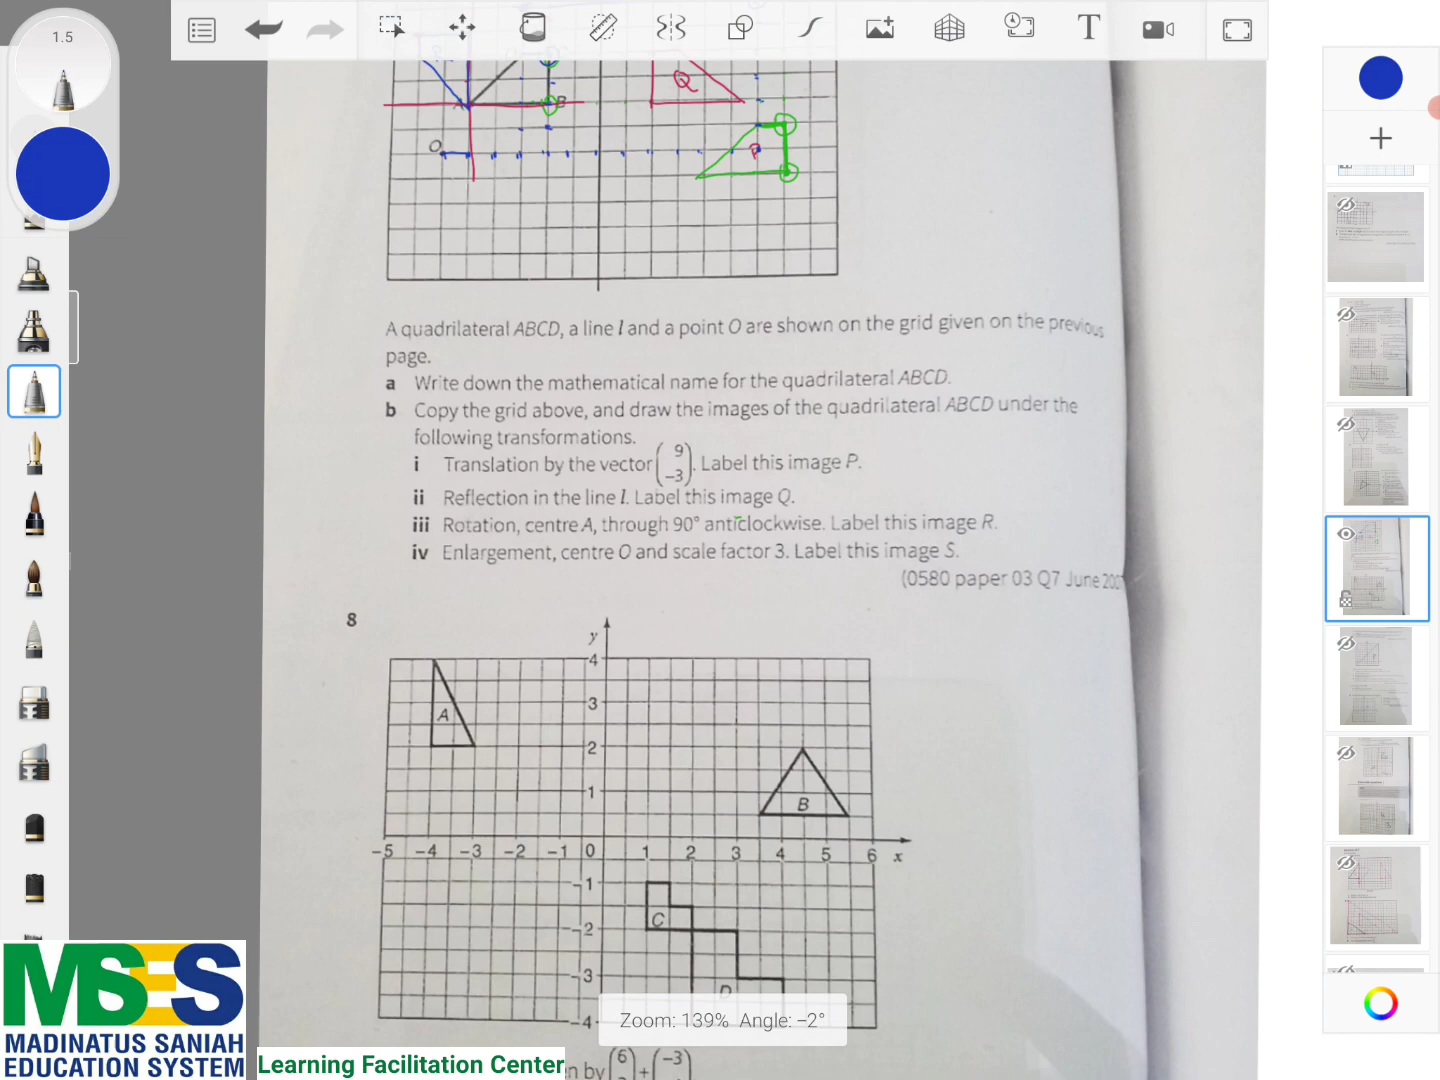 1.5
T
Q
A
B
O
P
A quadrilateral ABCD, a line l and a point O are shown on the grid given on the previous
page.
a Write down the mathematical name for the quadrilateral ABCD.
b Copy the grid above, and draw the images of the quadrilateral ABCD under the
following transformations.
i Translation by the vector (9 −3). Label this image P.
ii Reflection in the line l. Label this image Q.
iii Rotation, centre A, through 90° anticlockwise. Label this image R.
iv Enlargement, centre O and scale factor 3. Label this image S.
(0580 paper 03 Q7 June
8
y
4
A 3
2
1 B
−5 −4 −3 −2 −1 0 1 2 3 4 5 6 x
−1
C
−2
−3
D
−4
Zoom: 139% Angle: −2°
MSES
MADINATUS SANIAH
EDUCATION SYSTEM
Learning Facilitation Center
n by (6 + (−3